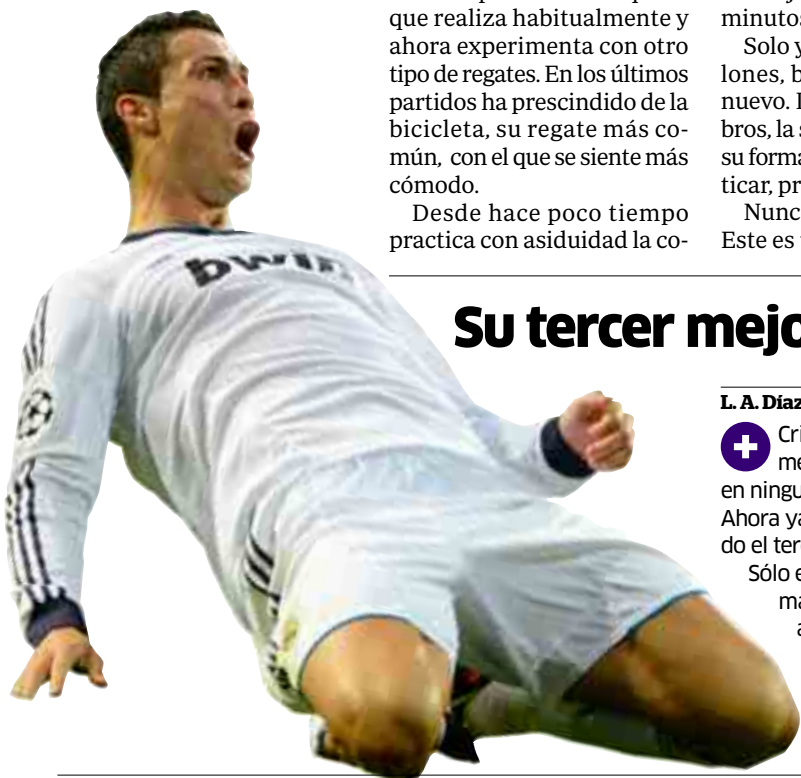 que realiza habitualmente y
ahora experimenta con otro
tipo de regates. En los últimos
partidos ha prescindido de la
bicicleta, su regate más co-
mún, con el que se siente más
cómodo.
Desde hace poco tiempo
practica con asiduidad la co-
minutos
Solo y
lones, b
nuevo.
bros, la s
su forma
ticar, pr
Nunc
Este es
Su tercer mejo
L. A. Díaz
Cri
me
en ningu
Ahora ya
do el terc
Sólo e
ma
a
bwin